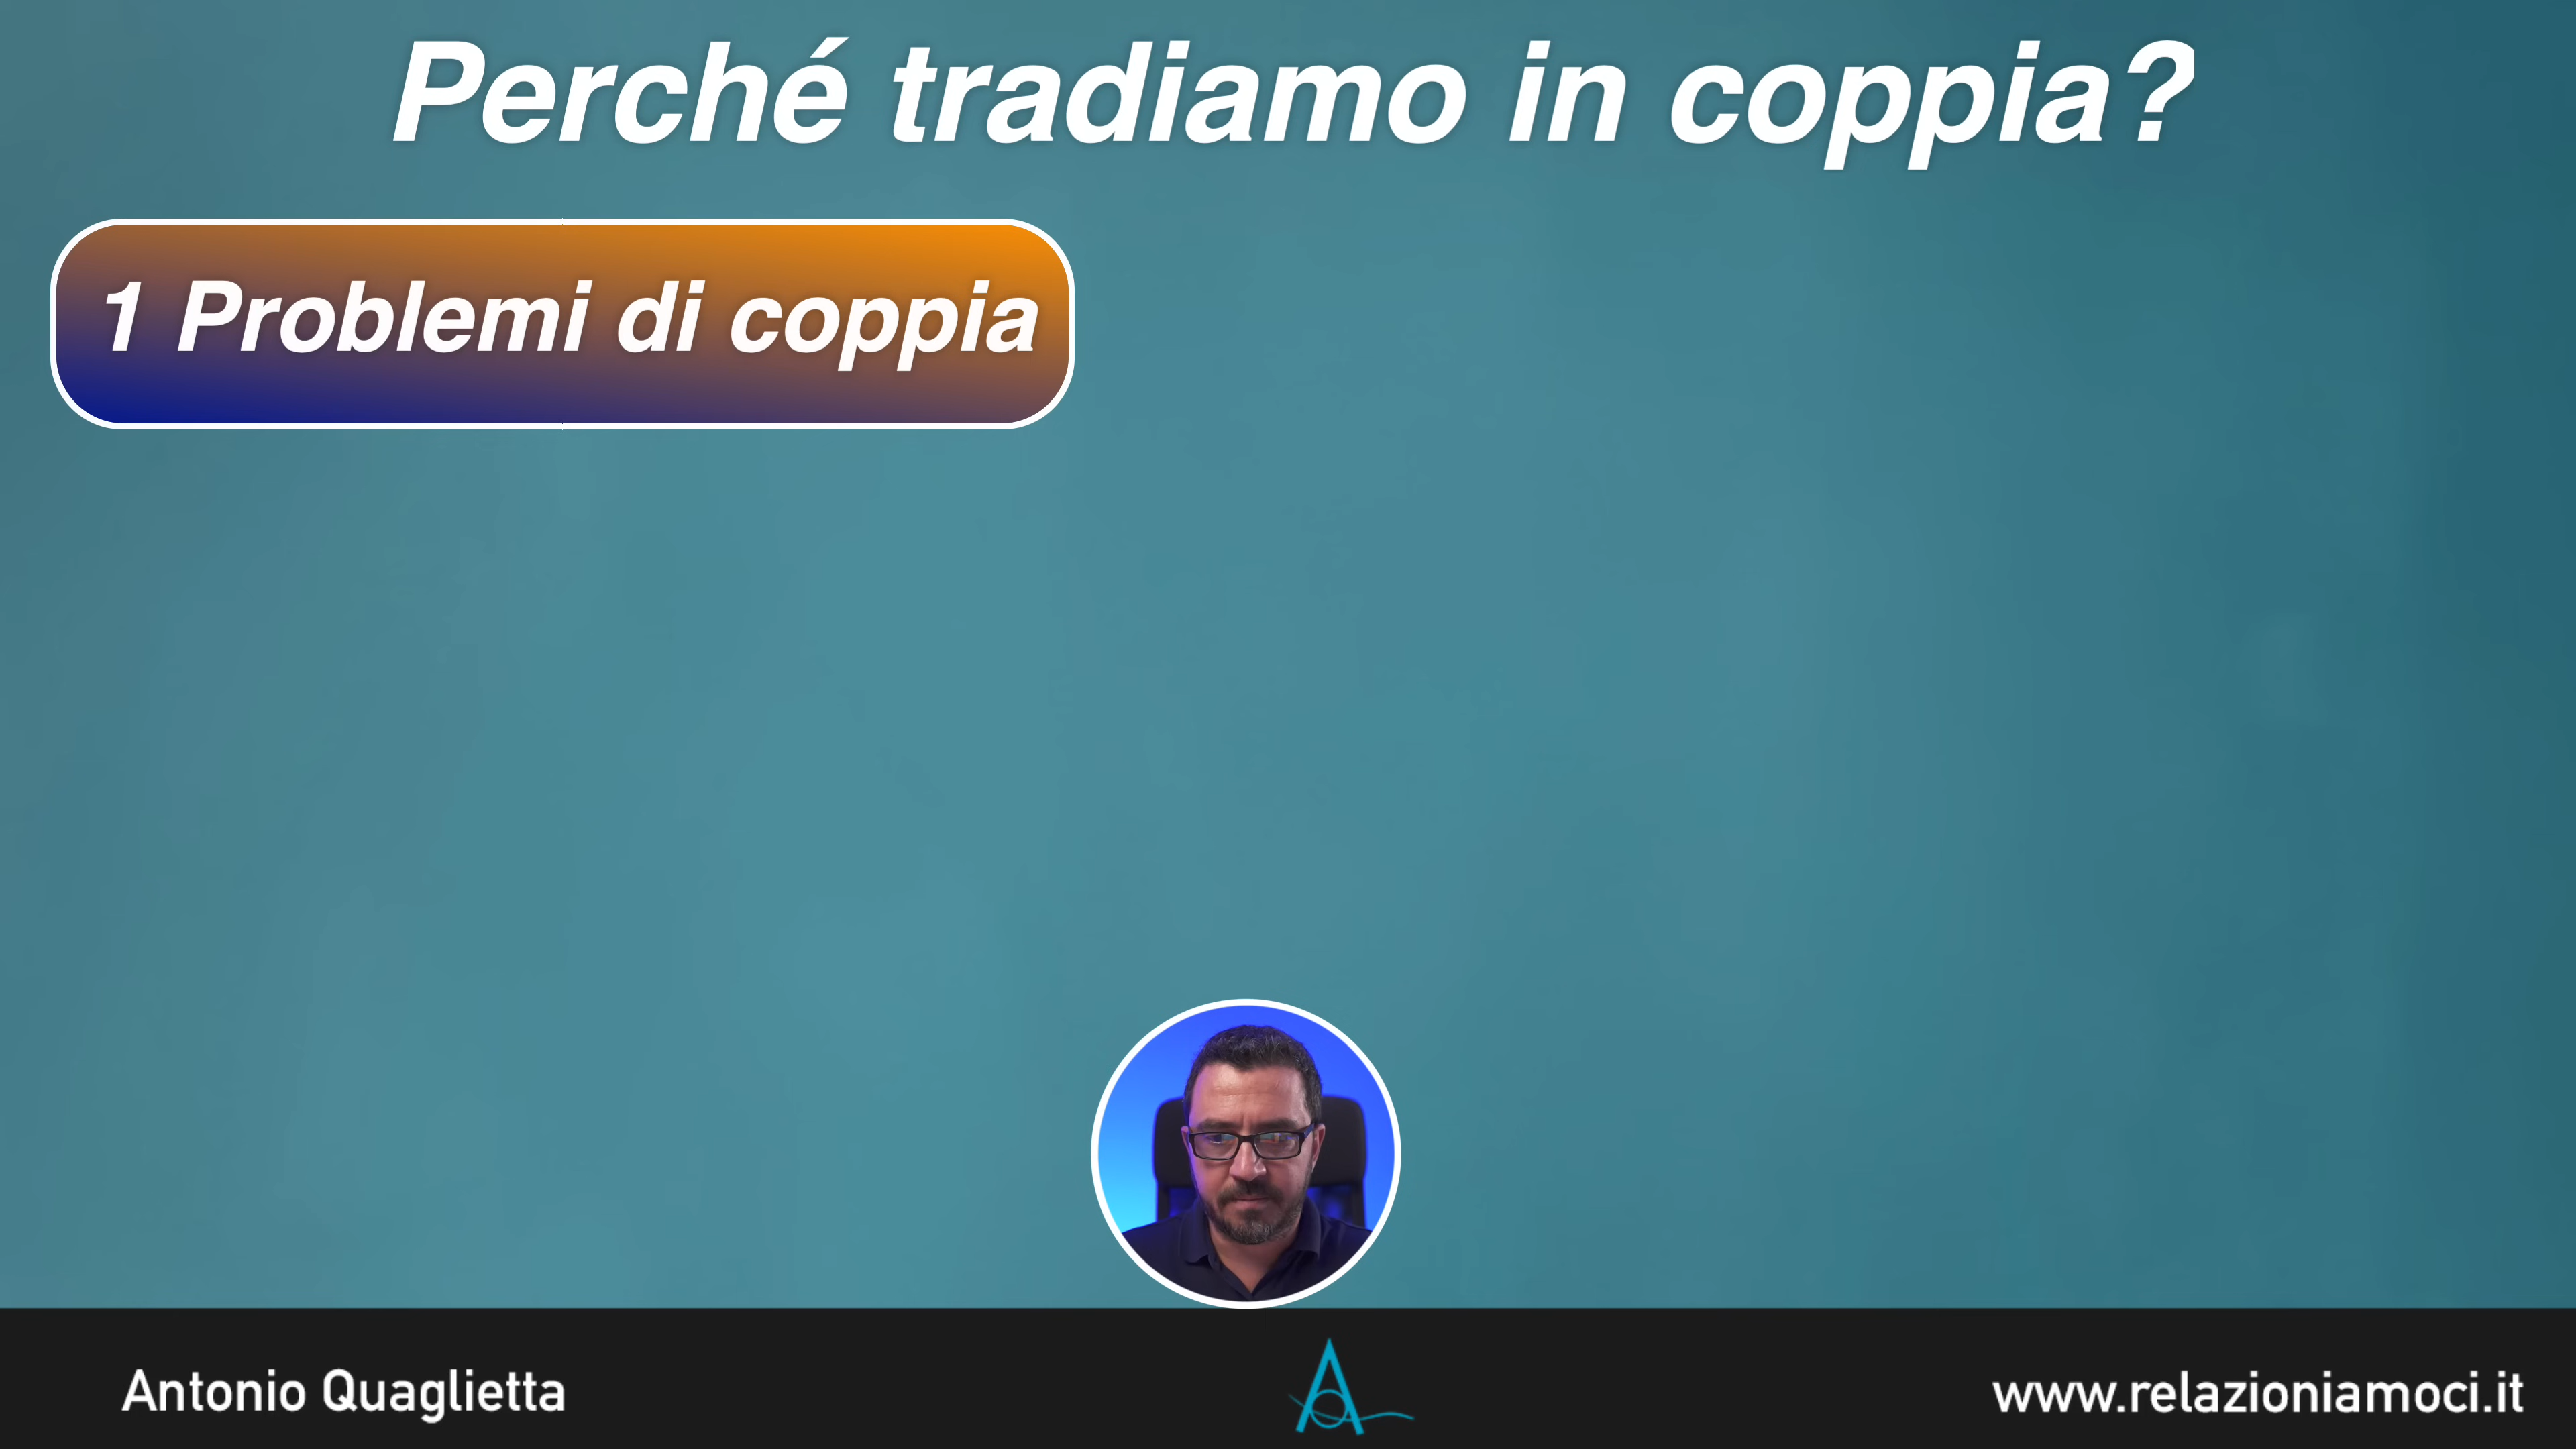 Perché tradiamo in coppia?
1 Problemi di coppia
Antonio Quaglietta
www.relazioniamoci.it